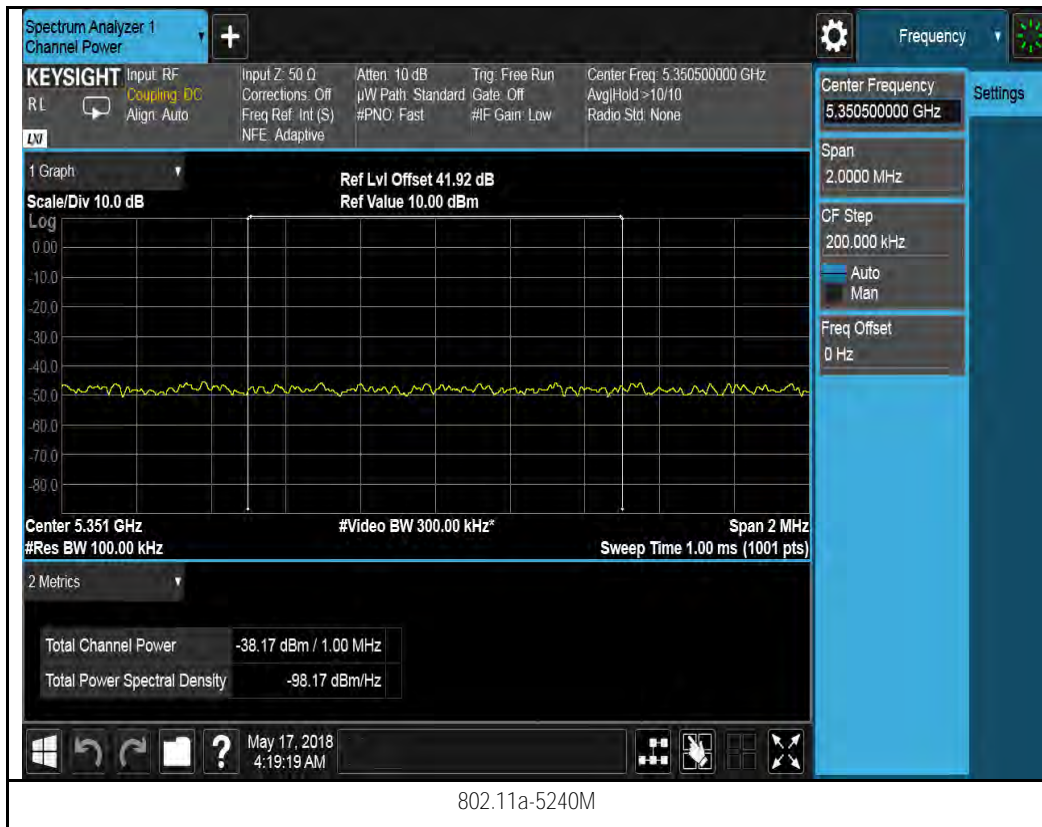 Spectrum Analyzer 1
Channel Power
Frequency
KEYSIGHT
RL
LXI
Input: RF
Coupling: DC
Align: Auto
Input Z: 50 Ω
Corrections: Off
Freq Ref: Int (S)
NFE: Adaptive
Atten: 10 dB
µW Path: Standard
#PNO: Fast
Trig: Free Run
Gate: Off
#IF Gain: Low
Center Freq: 5.350500000 GHz
Avg|Hold >10/10
Radio Std: None
Center Frequency
5.350500000 GHz
Settings
Span
2.0000 MHz
CF Step
200.000 kHz
Auto
Man
Freq Offset
0 Hz
1 Graph
Scale/Div 10.0 dB
Ref Lvl Offset 41.92 dB
Ref Value 10.00 dBm
Log
0.00
-10.0
-20.0
-30.0
-40.0
-50.0
-60.0
-70.0
-80.0
Center 5.351 GHz
#Video BW 300.00 kHz*
Span 2 MHz
#Res BW 100.00 kHz
Sweep Time 1.00 ms (1001 pts)
2 Metrics
Total Channel Power -38.17 dBm / 1.00 MHz
Total Power Spectral Density -98.17 dBm/Hz
?
May 17, 2018
4:19:19 AM
802.11a-5240M